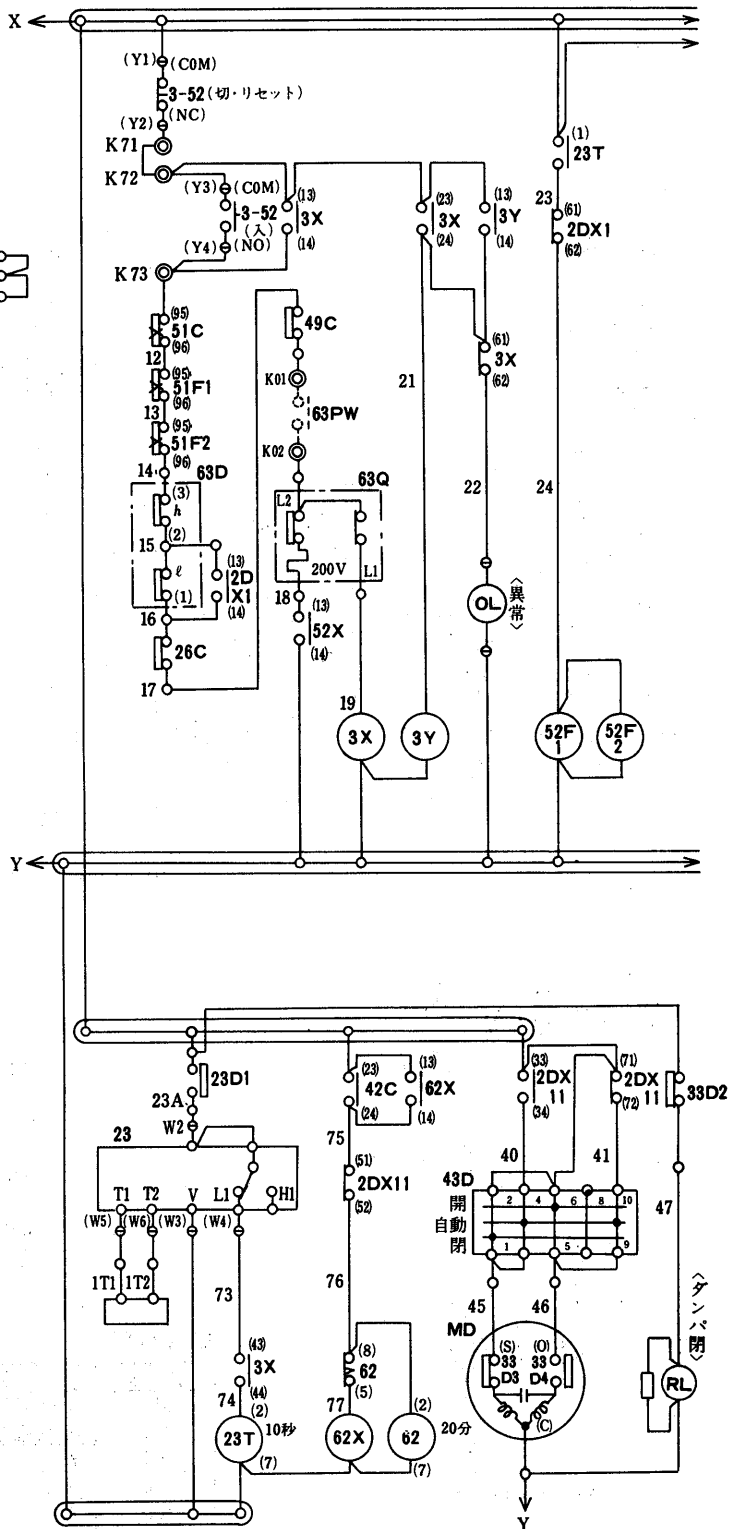 X
(Y1) (COM)
3-52(切・リセット)
(Y2) (NC)
K71
K72
(Y3) (COM)
3-52
(入)
(Y4) (NO)
(13)
3X
(14)
(23)
3X
(24)
(13)
3Y
(14)
(1)
23T
23
(61)
2DX1
(62)
K73
(95)
51C
(96)
12
(95)
51F1
(96)
13
(95)
51F2
(96)
14
63D
(3)
h
(2)
15
ℓ
(1)
(13)
2D
X1
(14)
16
26C
17
49C
K01
63PW
K02
63Q
L2
200V
L1
18
(13)
52X
(14)
19
3X
3Y
21
(61)
3X
(62)
22
OL
〈異常〉
24
52F
1
52F
2
Y
23D1
23A
W2
23
T1 T2 V L1 H1
(W5) (W6) (W3) (W4)
1T1 1T2
73
(43)
3X
(44)
74
(2)
23T
10秒
(7)
(23)
42C
(24)
(13)
62X
(14)
75
(51)
2DX11
(52)
76
(8)
62
(5)
77
62X
(2)
62
20分
(7)
(33)
2DX
11
(34)
(71)
2DX
11
(72)
33D2
40
41
43D
開
自動
閉
2 4 6 8 10
1 5 9
45
46
47
MD
(S)
33
D3
(O)
33
D4
(C)
〈ダンパ閉〉
RL
Y